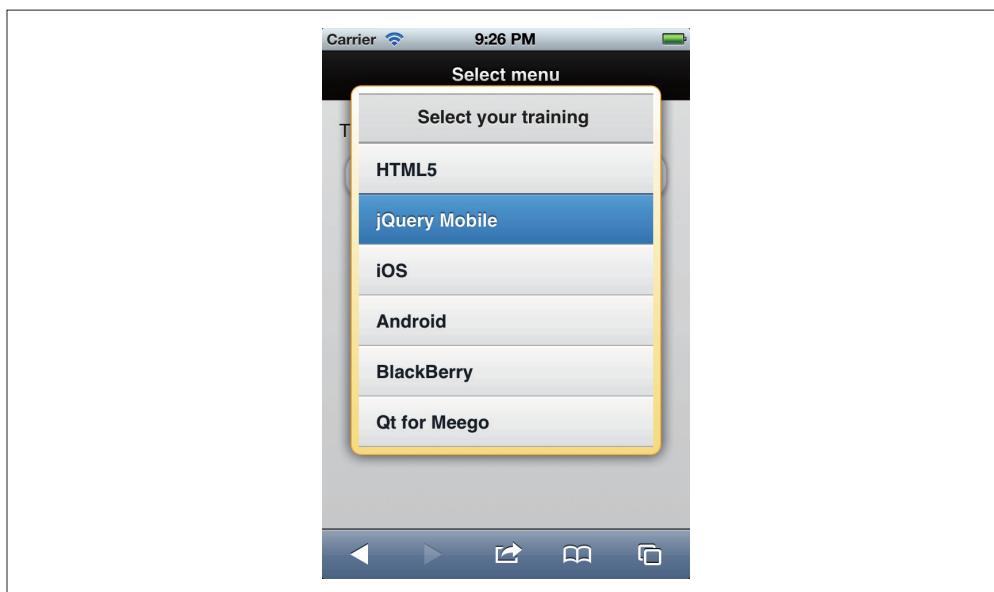 Carrier 9:26 PM
Select menu
Select your training
T
HTML5
jQuery Mobile
iOS
Android
BlackBerry
Qt for Meego